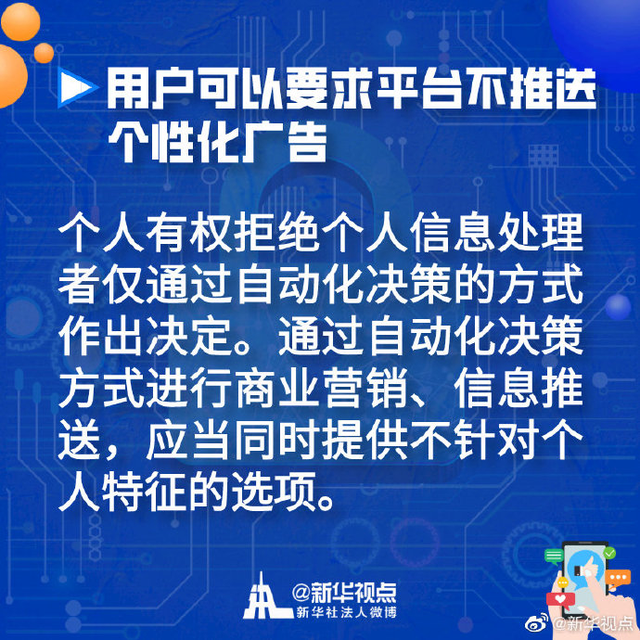 用户可以要求平台不推送
个性化广告
个人有权拒绝个人信息处理
者仅通过自动化决策的方式
作出决定。通过自动化决策
方式进行商业营销、信息推
送，应当同时提供不针对个
人特征的选项。
@新华视点
新华社法人微博
@新华视点